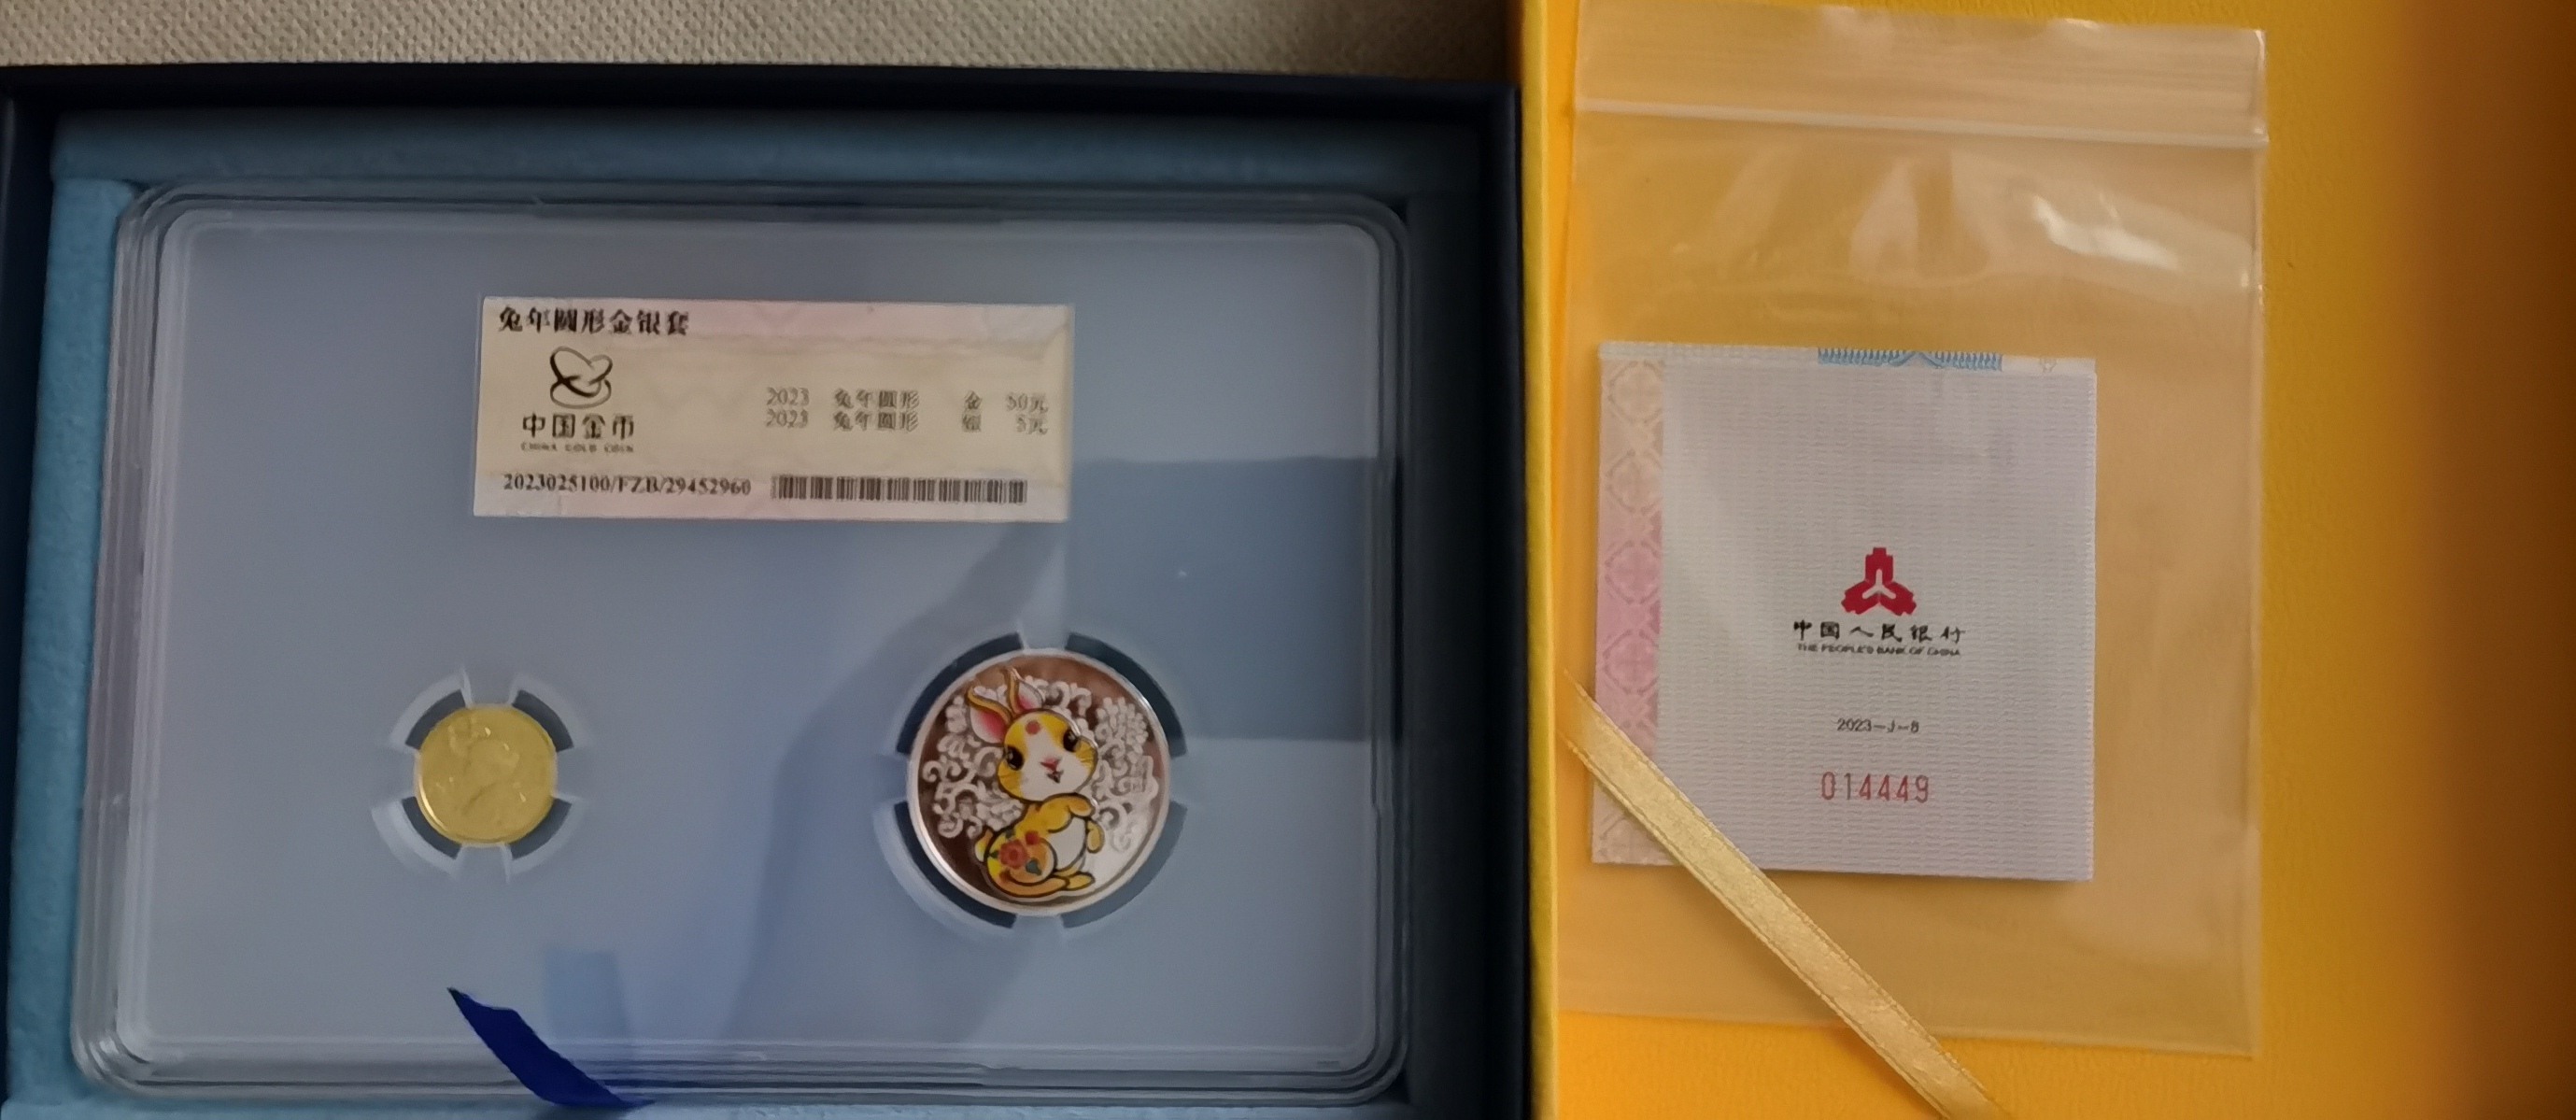 兔年圆形金银套
中国金币
CHINA GOLD COIN
2023 兔年圆形 金 50元
2023 兔年圆形 银 5元
2023025100/FZB/29452960
中国人民银行
THE PEOPLE'S BANK OF CHINA
2023-J-8
014449